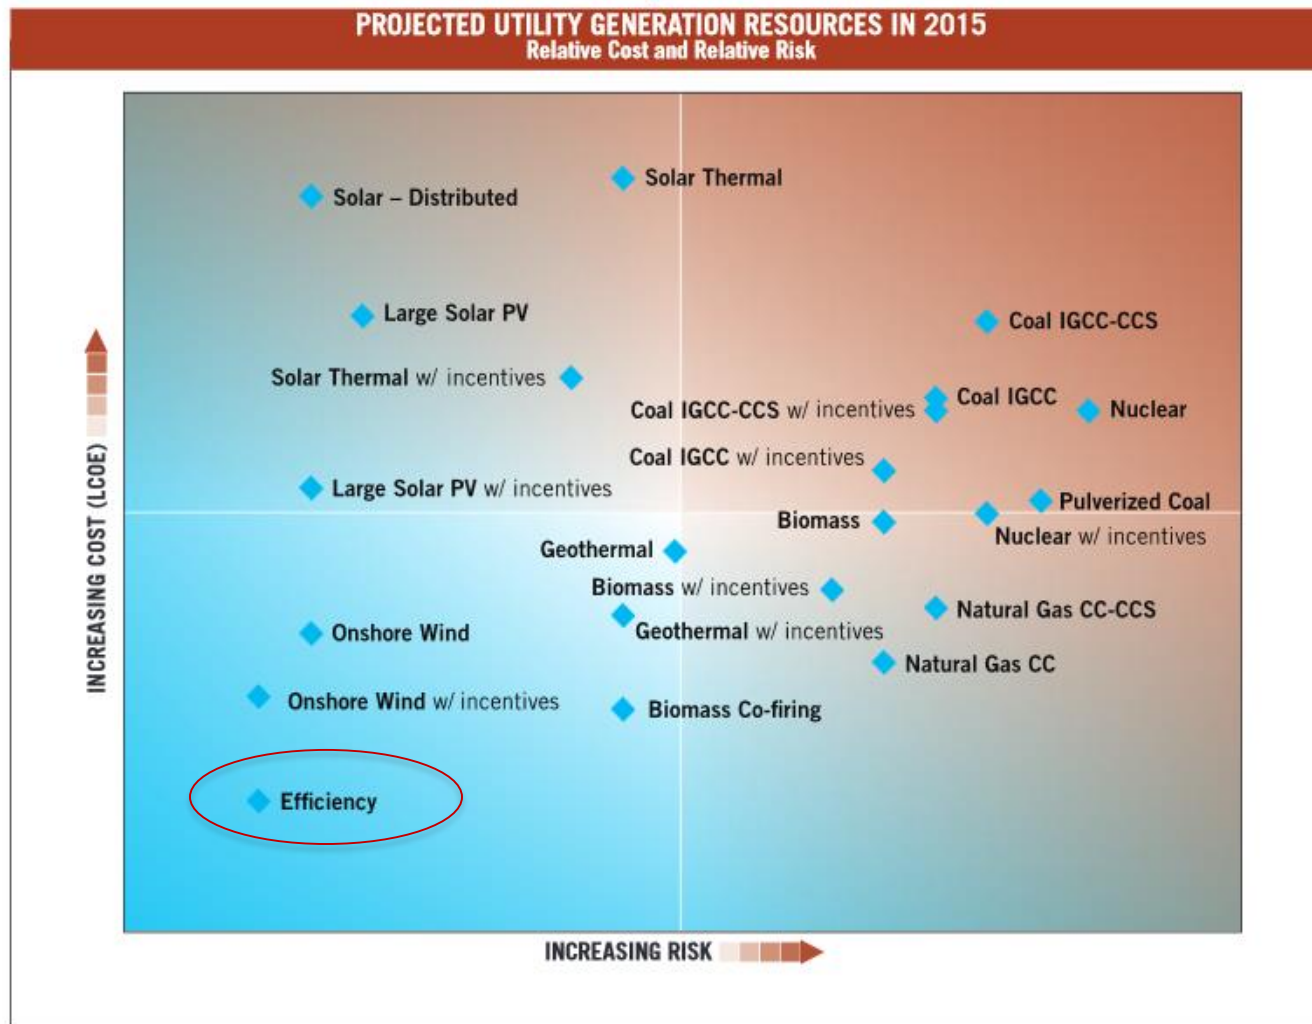 PROJECTED UTILITY GENERATION RESOURCES IN 2015
Relative Cost and Relative Risk
Solar Thermal
Solar – Distributed
Large Solar PV
Coal IGCC-CCS
Solar Thermal w/ incentives
Coal IGCC
Coal IGCC-CCS w/ incentives
Nuclear
Coal IGCC w/ incentives
Large Solar PV w/ incentives
Pulverized Coal
Biomass
Nuclear w/ incentives
Geothermal
Biomass w/ incentives
Natural Gas CC-CCS
Onshore Wind
Geothermal w/ incentives
Natural Gas CC
Onshore Wind w/ incentives
Biomass Co-firing
Efficiency
INCREASING COST (LCOE)
INCREASING RISK